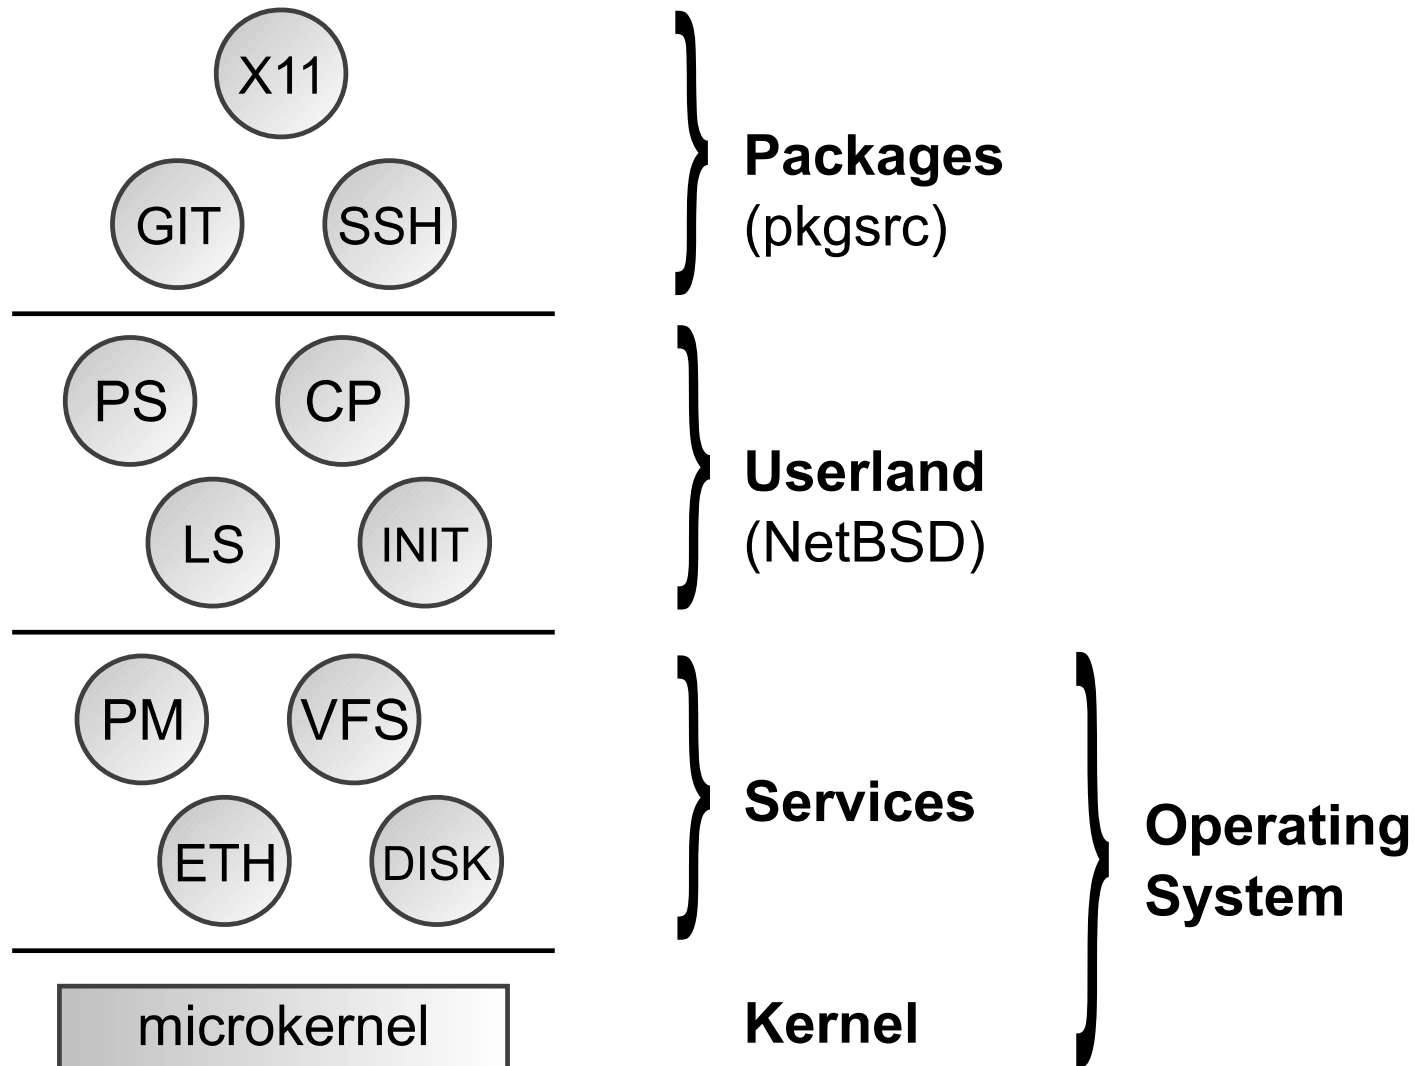 X11
GIT SSH
Packages
(pkgsrc)
PS CP
LS INIT
Userland
(NetBSD)
PM VFS
ETH DISK
Services
Operating
System
microkernel
Kernel